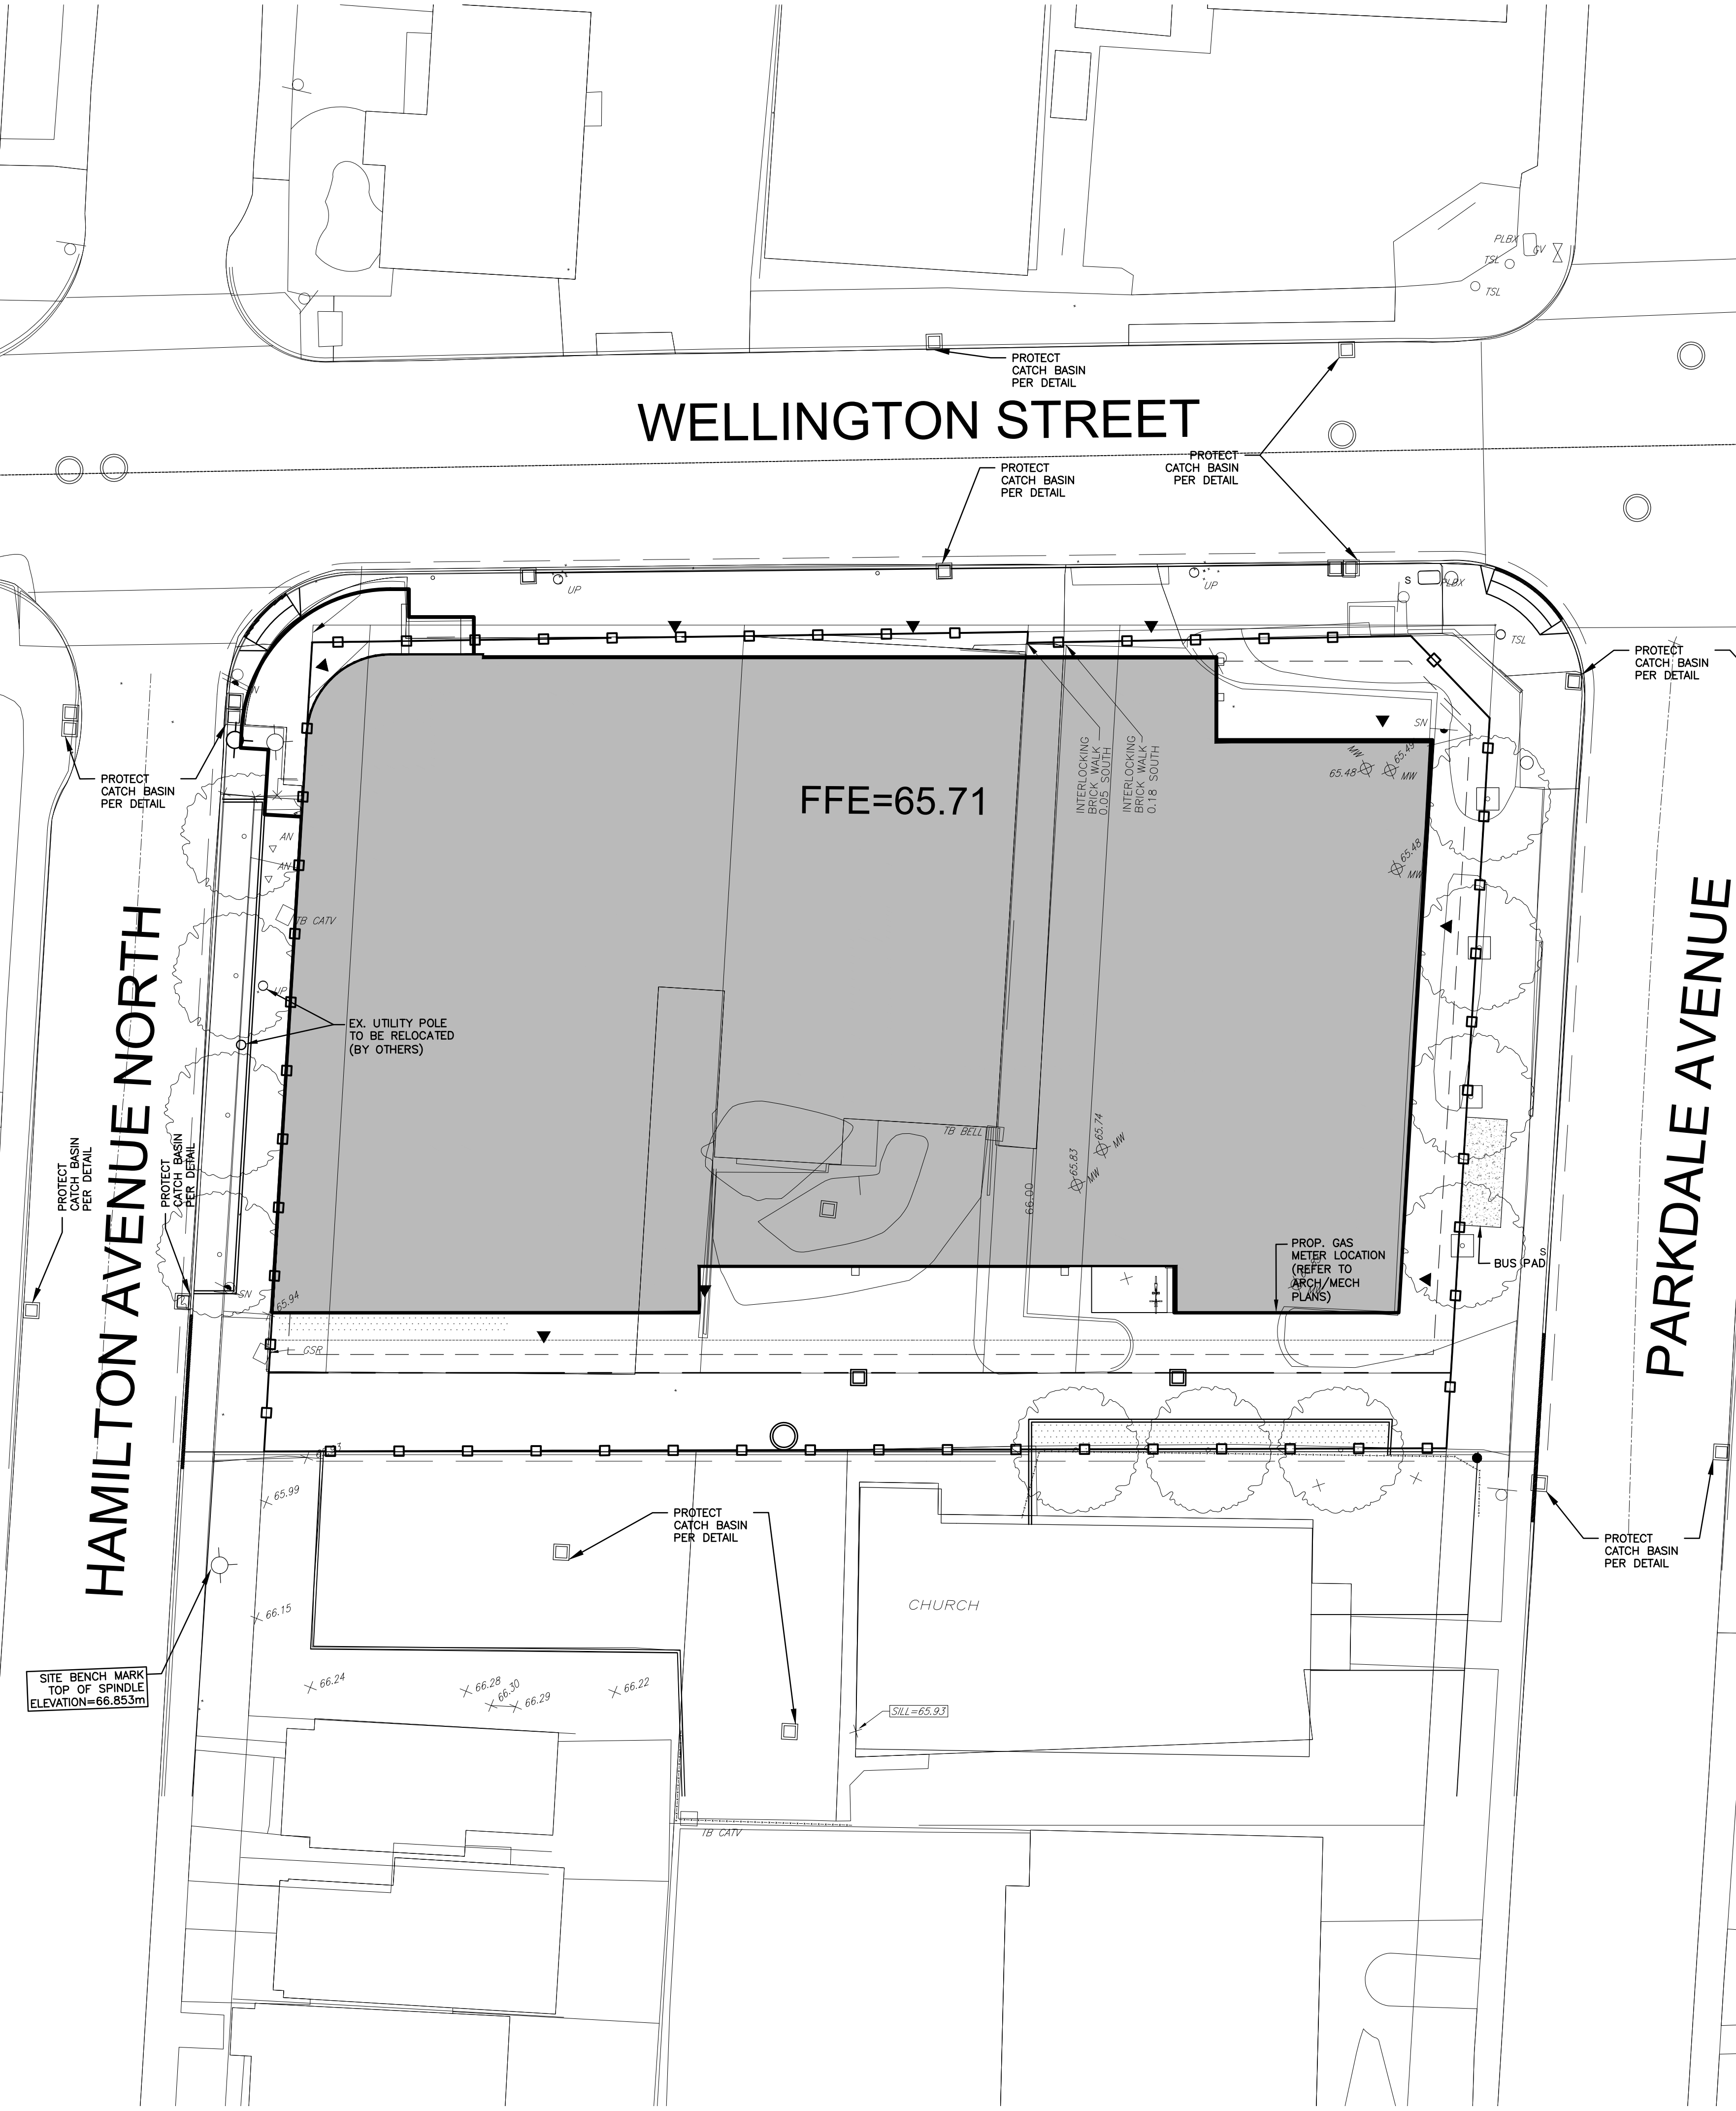 PLBX
GV
TSL
TSL
PROTECT
CATCH BASIN
PER DETAIL
WELLINGTON STREET
PROTECT
CATCH BASIN
PER DETAIL
PROTECT
CATCH BASIN
PER DETAIL
UP
UP
S
PLBX
TSL
PROTECT
CATCH BASIN
PER DETAIL
SN
PROTECT
CATCH BASIN
PER DETAIL
INTERLOCKING
BRICK WALK
0.05 SOUTH
INTERLOCKING
BRICK WALK
0.18 SOUTH
MW
65.48
65.49
MW
FFE=65.71
AN
AN
65.48
MW
TB CATV
UP
EX. UTILITY POLE
TO BE RELOCATED
(BY OTHERS)
HAMILTON AVENUE NORTH
PARKDALE AVENUE
PROTECT
CATCH BASIN
PER DETAIL
PROTECT
CATCH BASIN
PER DETAIL
TB BELL
65.74
MW
65.83
MW
66.00
PROP. GAS
METER LOCATION
(REFER TO
ARCH/MECH
PLANS)
MW
S
BUS PAD
SN
65.94
GSR
65.99
PROTECT
CATCH BASIN
PER DETAIL
PROTECT
CATCH BASIN
PER DETAIL
CHURCH
66.15
SITE BENCH MARK
TOP OF SPINDLE
ELEVATION=66.853m
66.24
66.28
66.30
66.29
66.22
SILL=65.93
TB CATV